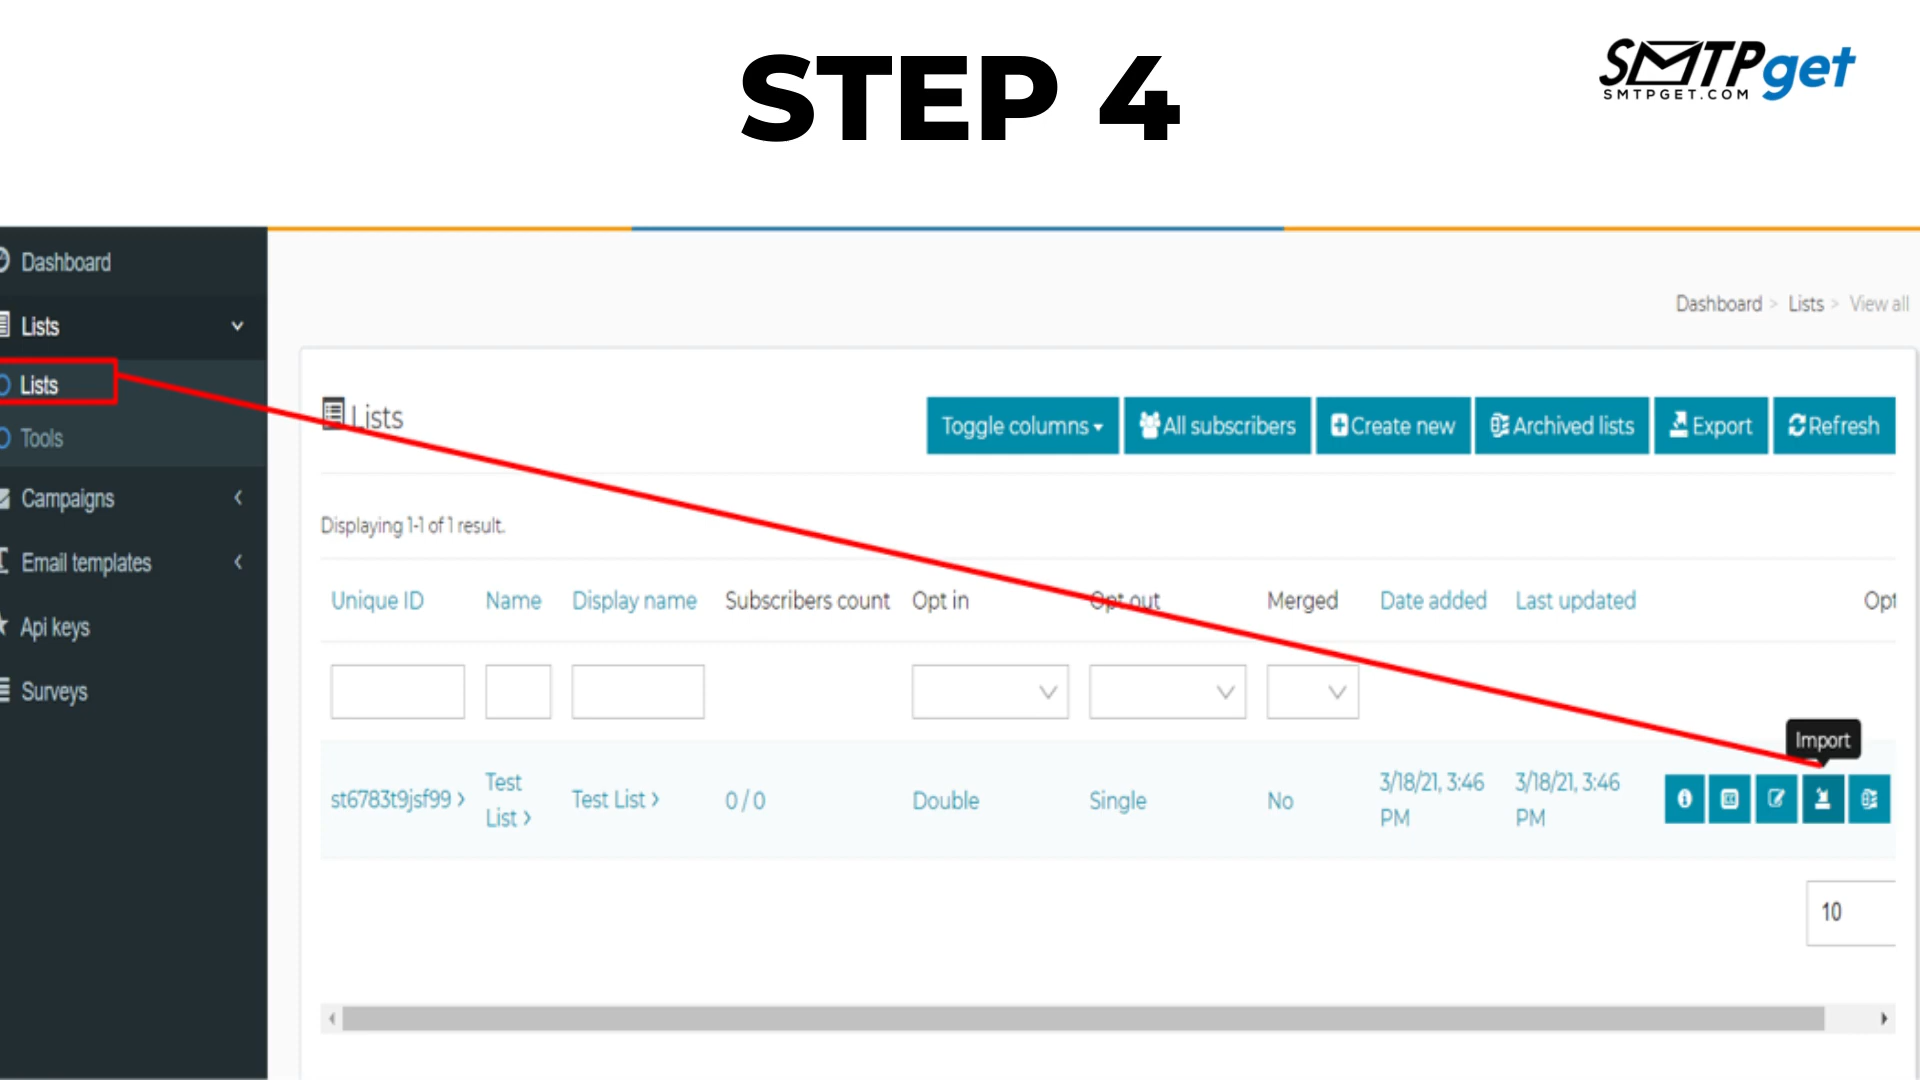 STEP 4
SMTPget
SMTPGET.COM
Dashboard
Lists
Lists
Tools
Campaigns
Email templates
Api keys
Surveys
Dashboard > Lists > View all
Lists
Toggle columns
All subscribers
Create new
Archived lists
Export
Refresh
Displaying 1-1 of 1 result.
Unique ID Name Display name Subscribers count Opt in Opt out Merged Date added Last updated Opt
Import
st6783t9jsf99 > Test List > Test List > 0 / 0 Double Single No 3/18/21, 3:46 PM 3/18/21, 3:46 PM
10